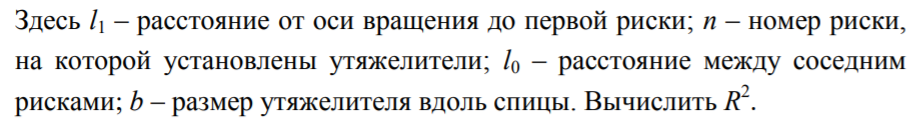 Здесь l₁ – расстояние от оси вращения до первой риски; n – номер риски,
на которой установлены утяжелители; l₀ – расстояние между соседним
рисками; b – размер утяжелителя вдоль спицы. Вычислить R².